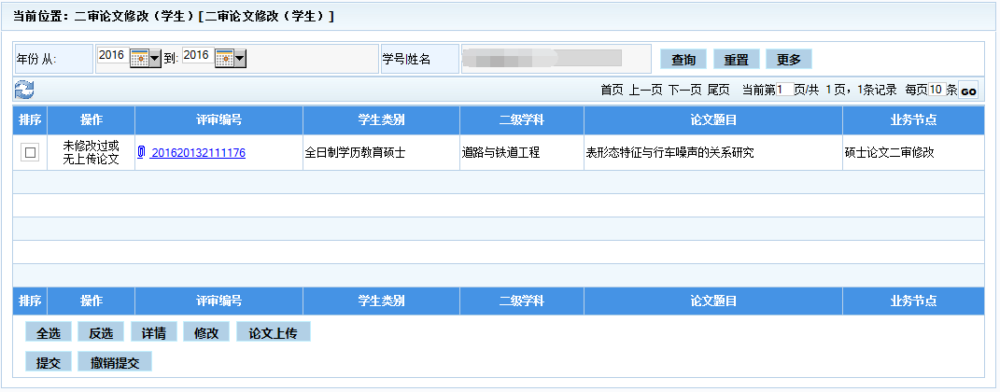 当前位置：二审论文修改（学生）[二审论文修改（学生）]
年份 从: 2016 到: 2016 学号|姓名 查询 重置 更多
首页 上一页 下一页 尾页 当前第1页/共 1 页，1条记录 每页10条GO
排序 操作 评审编号 学生类别 二级学科 论文题目 业务节点
未修改过或
无上传论文 201620132111176 全日制学历教育硕士 道路与铁道工程 表形态特征与行车噪声的关系研究 硕士论文二审修改
排序 操作 评审编号 学生类别 二级学科 论文题目 业务节点
全选 反选 详情 修改 论文上传
提交 撤销提交